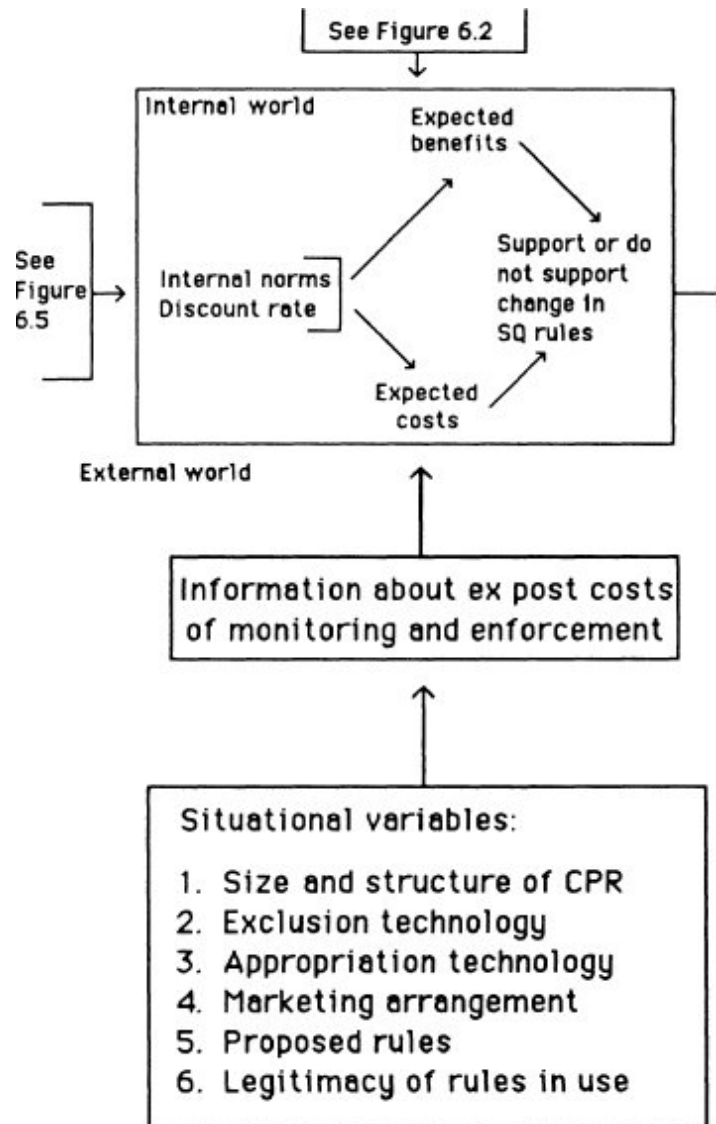 See Figure 6.2
Internal world
Expected
benefits
See
Figure
6.5
Internal norms
Discount rate
Support or do
not support
change in
SQ rules
Expected
costs
External world
Information about ex post costs
of monitoring and enforcement
Situational variables:
1. Size and structure of CPR
2. Exclusion technology
3. Appropriation technology
4. Marketing arrangement
5. Proposed rules
6. Legitimacy of rules in use